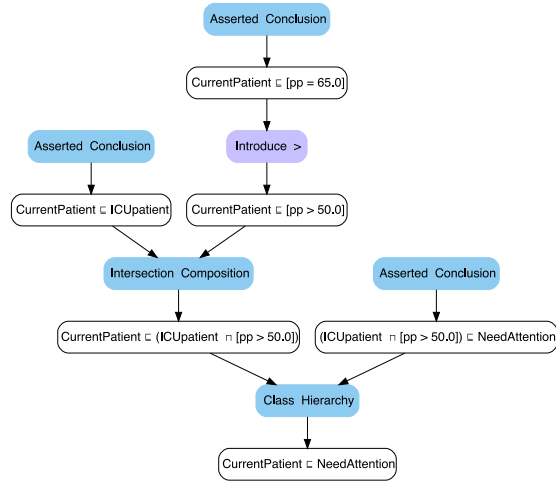 Asserted Conclusion
CurrentPatient ⊑ [pp = 65.0]
Asserted Conclusion
Introduce >
CurrentPatient ⊑ ICUpatient
CurrentPatient ⊑ [pp > 50.0]
Intersection Composition
Asserted Conclusion
CurrentPatient ⊑ (ICUpatient ⊓ [pp > 50.0])
(ICUpatient ⊓ [pp > 50.0]) ⊑ NeedAttention
Class Hierarchy
CurrentPatient ⊑ NeedAttention